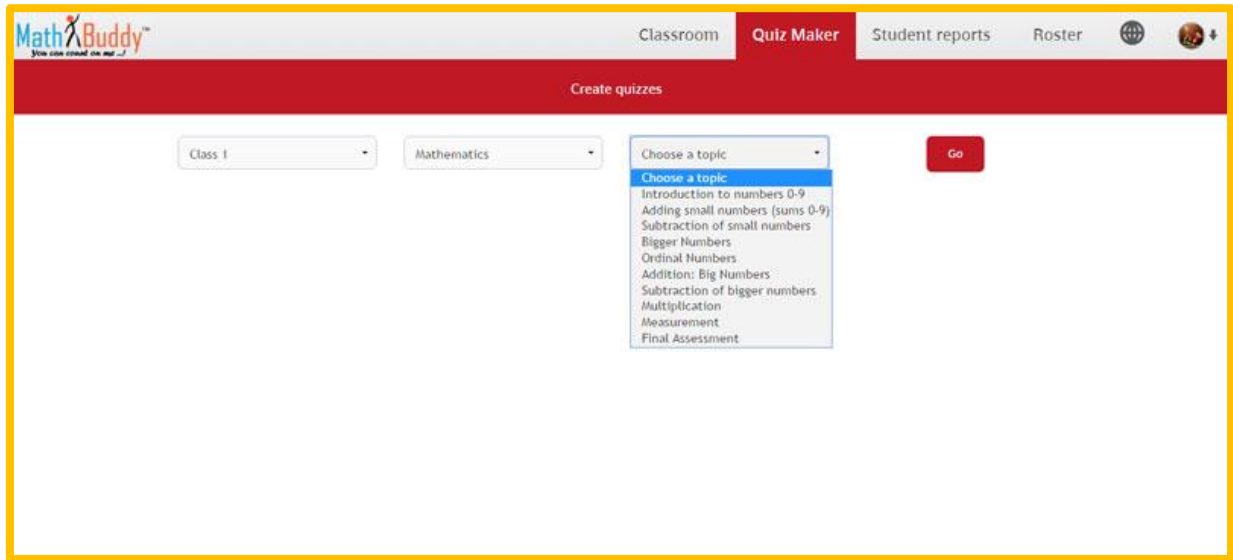 MathBuddy™
You can count on me ../
Classroom
Quiz Maker
Student reports
Roster
Create quizzes
Class 1
Mathematics
Choose a topic
Go
Choose a topic
Introduction to numbers 0-9
Adding small numbers (sums 0-9)
Subtraction of small numbers
Bigger Numbers
Ordinal Numbers
Addition: Big Numbers
Subtraction of bigger numbers
Multiplication
Measurement
Final Assessment